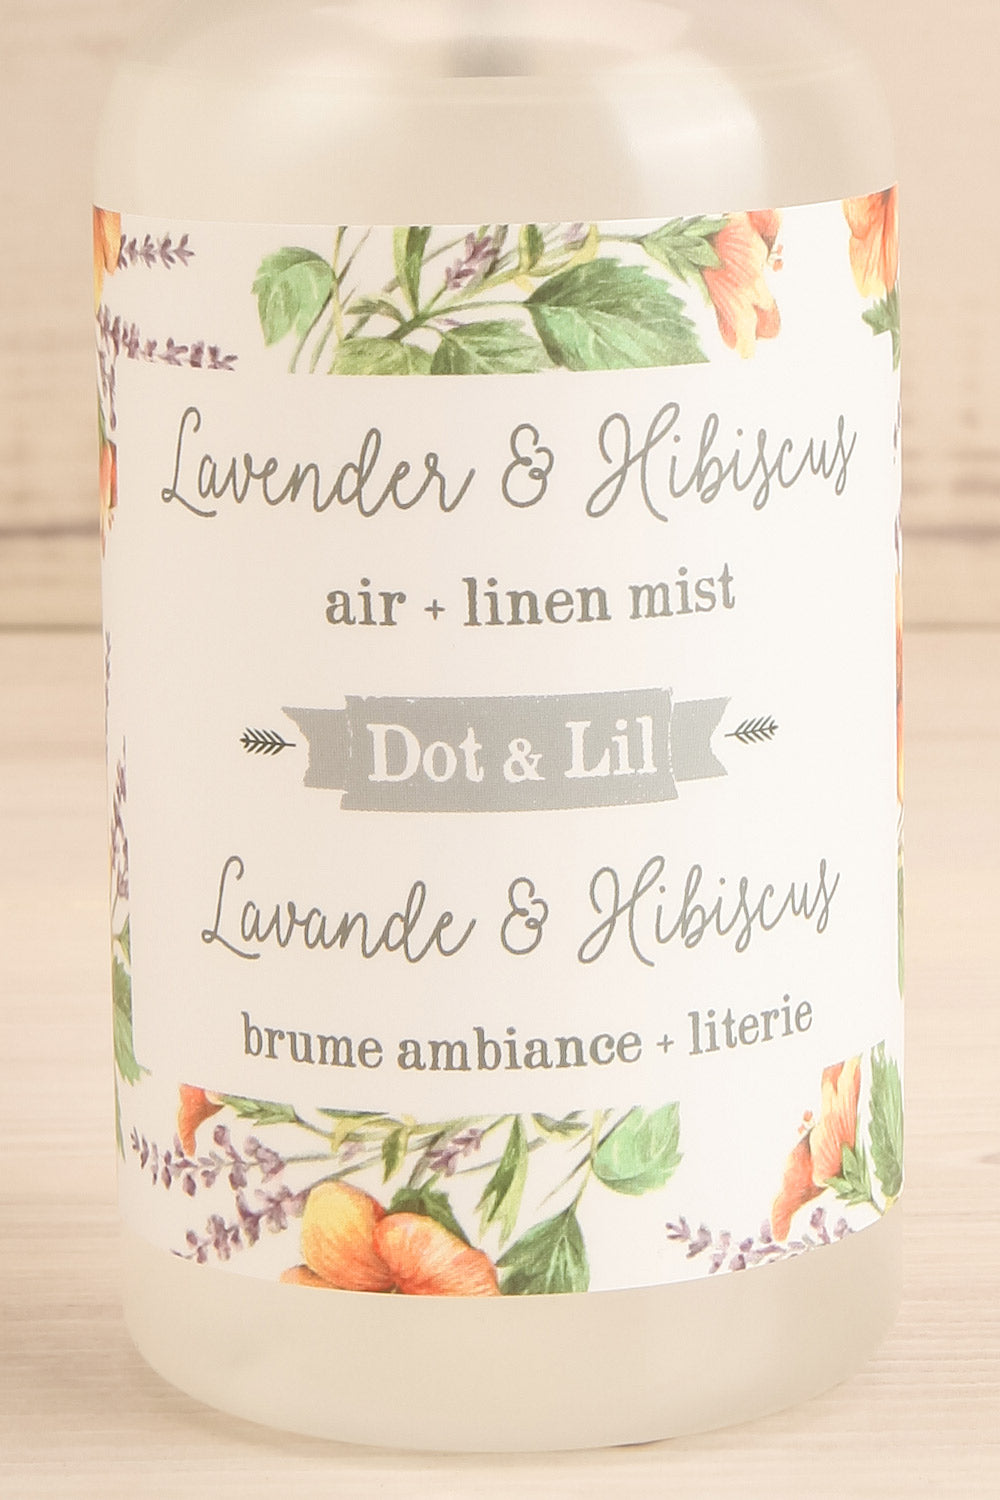 Lavender & Hibiscus
air + linen mist
Dot & Lil
Lavande & Hibiscus
brume ambiance + literie